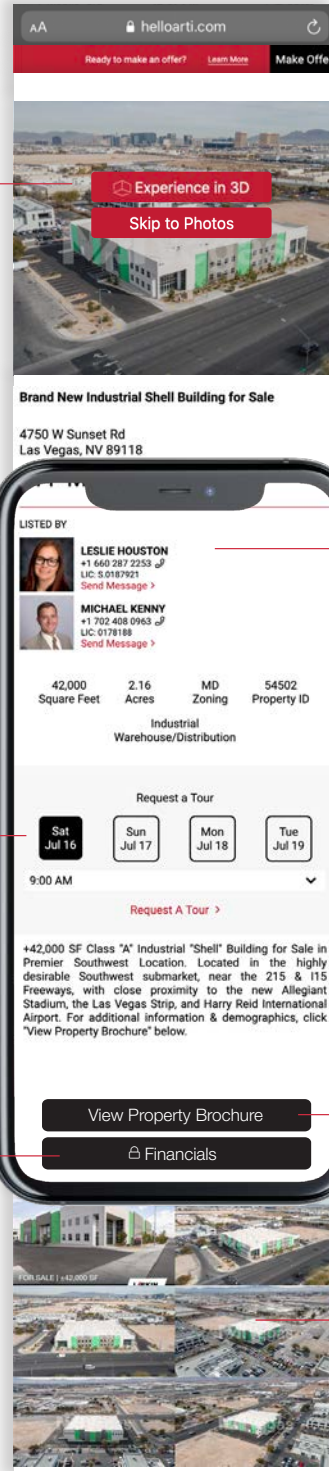 AA helloarti.com
Ready to make an offer? Learn More Make Offe
Experience in 3D
Skip to Photos
Brand New Industrial Shell Building for Sale
4750 W Sunset Rd
Las Vegas, NV 89118
LISTED BY
LESLIE HOUSTON
+1 660 287 2253
LIC: S.0187921
Send Message >
MICHAEL KENNY
+1 702 408 0963
LIC: 0178188
Send Message >
42,000 2.16 MD 54502
Square Feet Acres Zoning Property ID
Industrial
Warehouse/Distribution
Request a Tour
Sat Sun Mon Tue
Jul 16 Jul 17 Jul 18 Jul 19
9:00 AM
Request A Tour >
+42,000 SF Class "A" Industrial "Shell" Building for Sale in
Premier Southwest Location. Located in the highly
desirable Southwest submarket, near the 215 & I15
Freeways, with close proximity to the new Allegiant
Stadium, the Las Vegas Strip, and Harry Reid International
Airport. For additional information & demographics, click
"View Property Brochure" below.
View Property Brochure
Financials
FOR SALE | ±42,000 SF